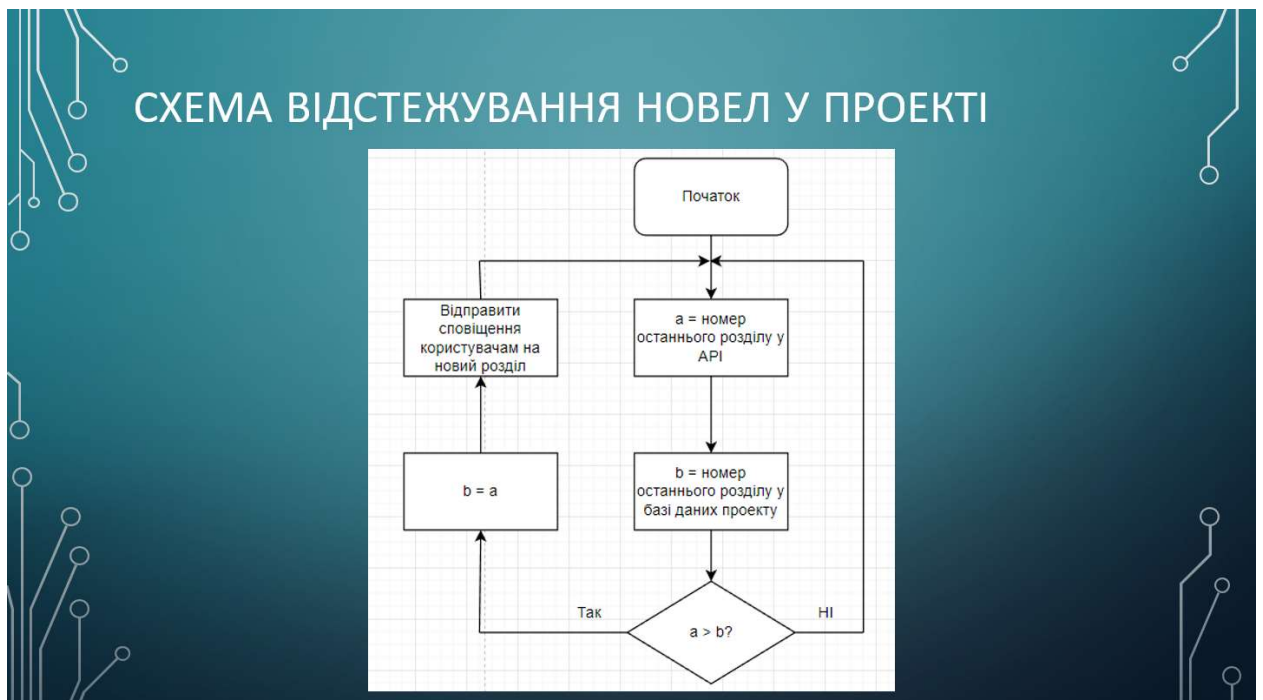 СХЕМА ВІДСТЕЖУВАННЯ НОВЕЛ У ПРОЕКТІ
Початок
Відправити
сповіщення
користувачам на
новий розділ
a = номер
останнього розділу у
API
b = a
b = номер
останнього розділу у
базі даних проекту
Так
a > b?
НІ